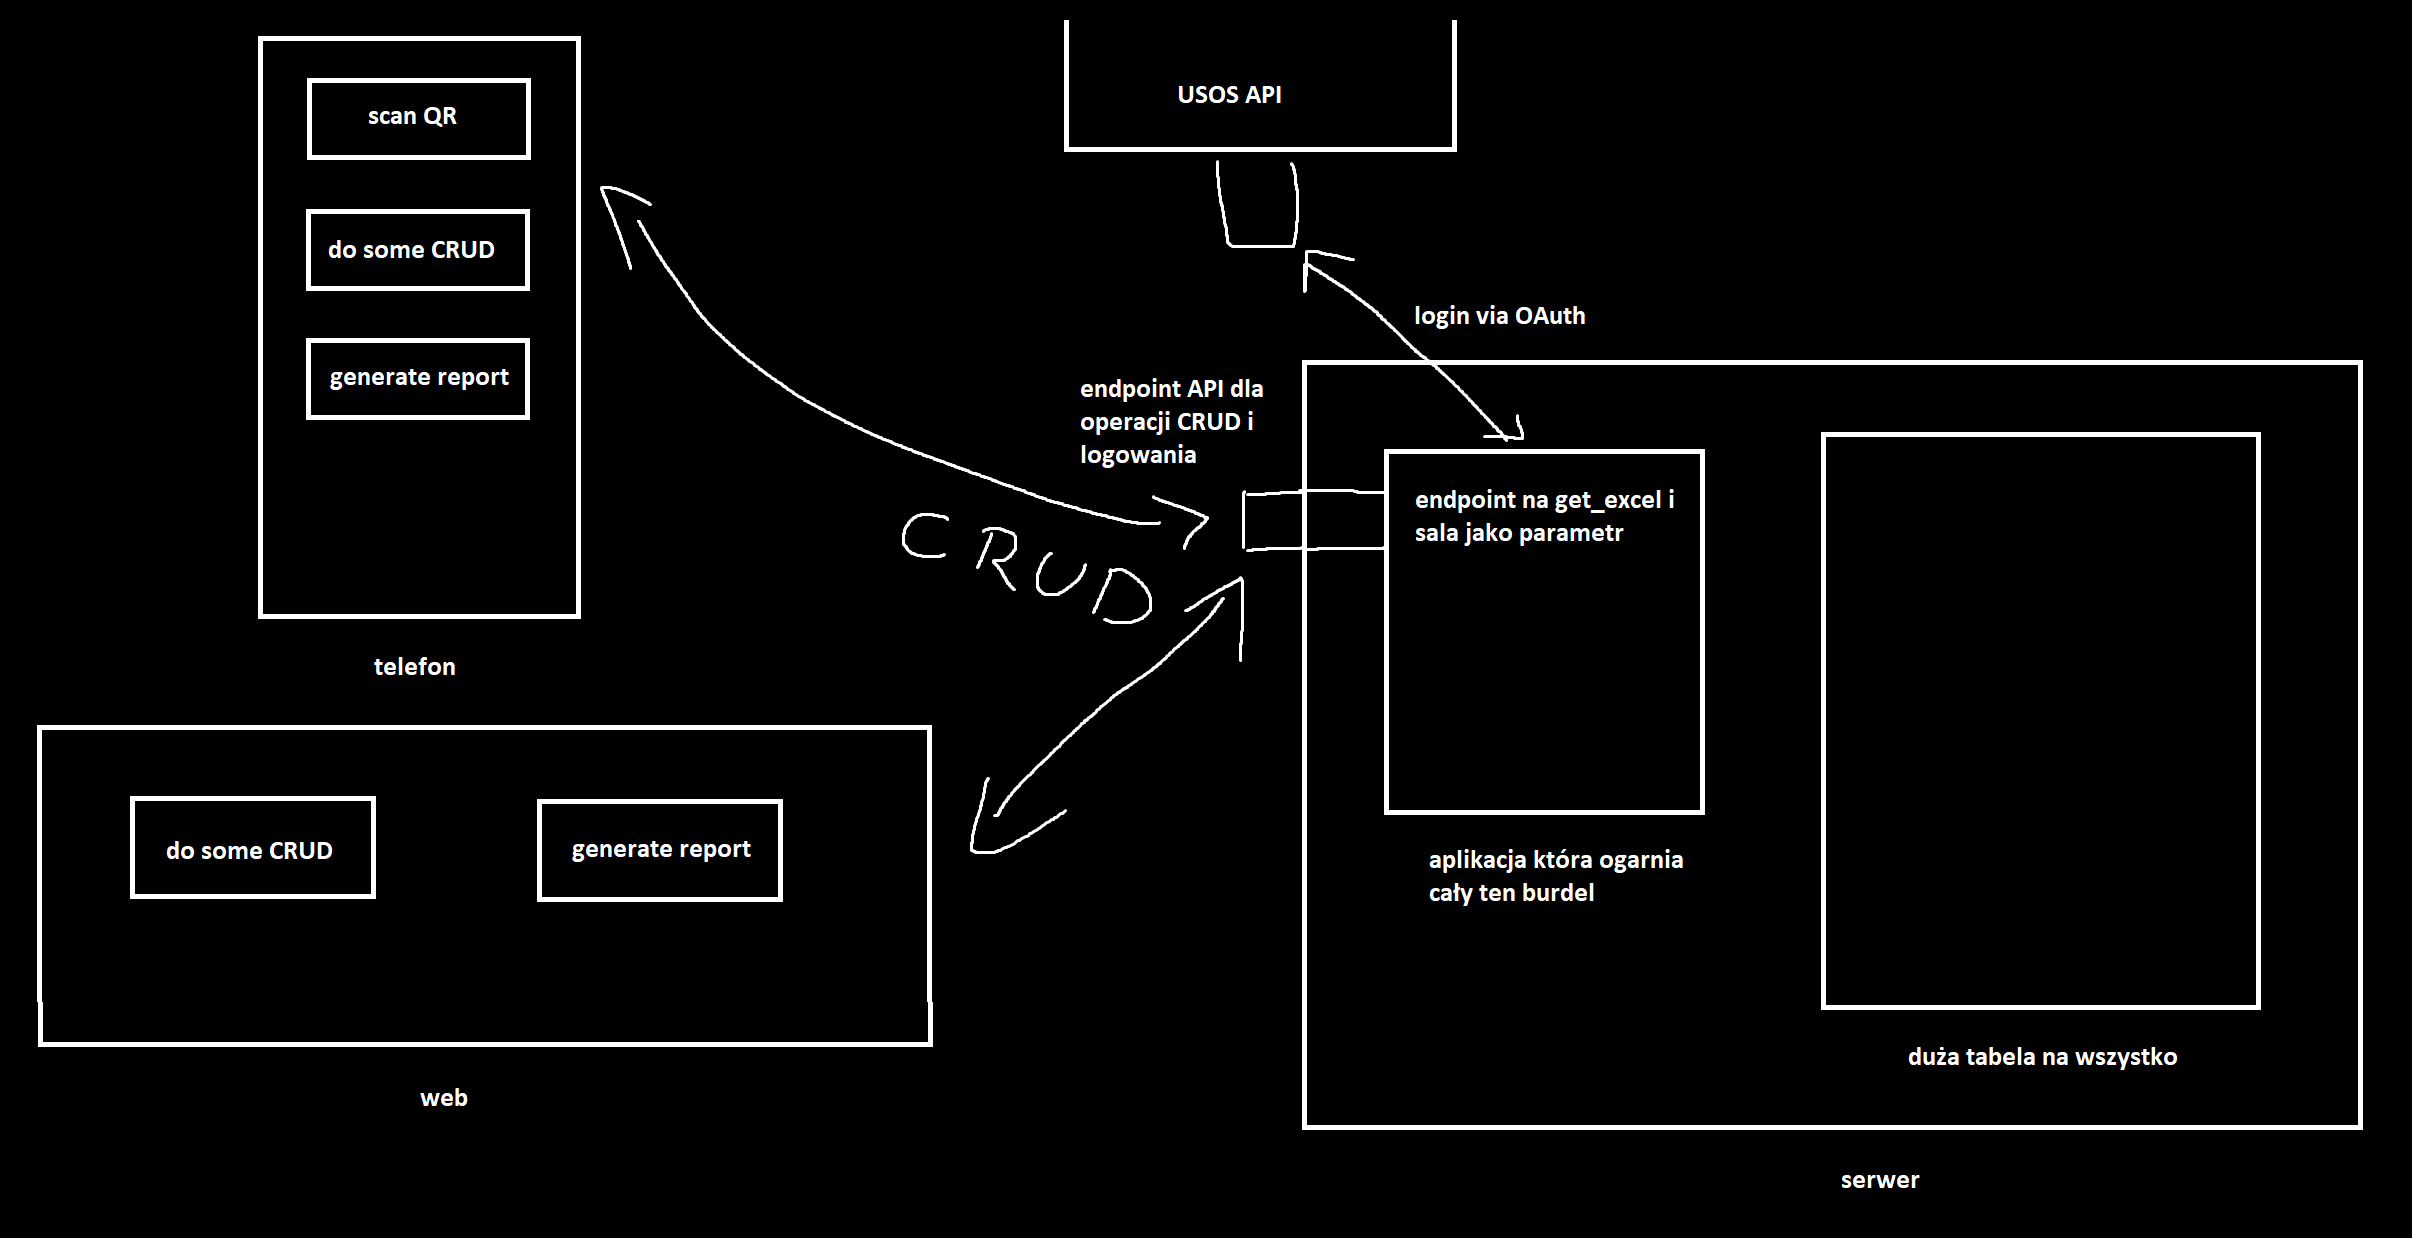 scan QR
do some CRUD
generate report
telefon
USOS API
login via OAuth
endpoint API dla
operacji CRUD i
logowania
CRUD
endpoint na get_excel i
sala jako parametr
aplikacja która ogarnia
cały ten burdel
duża tabela na wszystko
serwer
do some CRUD
generate report
web